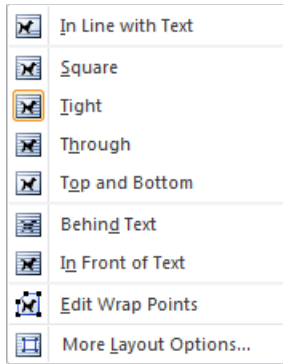 In Line with Text
Square
Tight
Through
Top and Bottom
Behind Text
In Front of Text
Edit Wrap Points
More Layout Options...